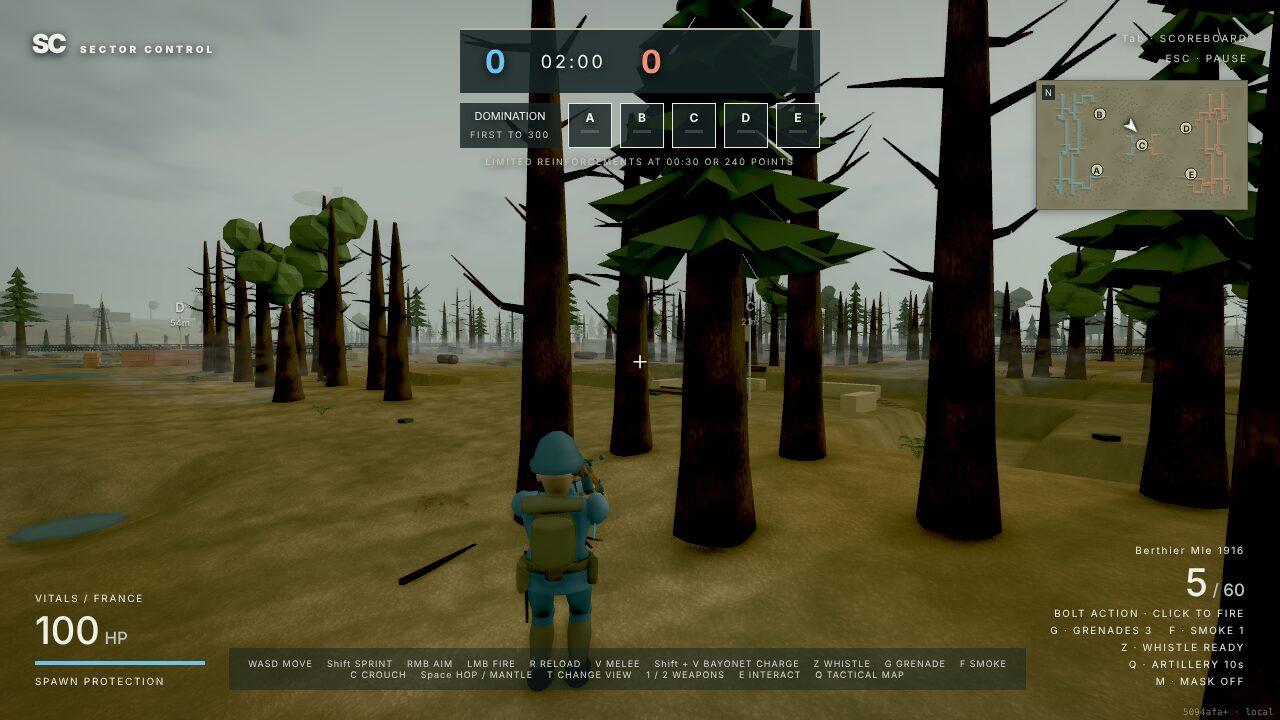 SC SECTOR CONTROL
0 02:00 0
DOMINATION
FIRST TO 300
A B C D E
LIMITED REINFORCEMENTS AT 00:30 OR 240 POINTS
Tab · SCOREBOARD
ESC · PAUSE
N
B
D
C
A
E
D
54m
C
21m
VITALS / FRANCE
100 HP
SPAWN PROTECTION
Berthier Mle 1916
5 / 60
BOLT ACTION · CLICK TO FIRE
G · GRENADES 3 F · SMOKE 1
Z · WHISTLE READY
Q · ARTILLERY 10s
M · MASK OFF
WASD MOVE Shift SPRINT RMB AIM LMB FIRE R RELOAD V MELEE Shift + V BAYONET CHARGE Z WHISTLE G GRENADE F SMOKE
C CROUCH Space HOP / MANTLE T CHANGE VIEW 1 / 2 WEAPONS E INTERACT Q TACTICAL MAP
5094afa+ · local